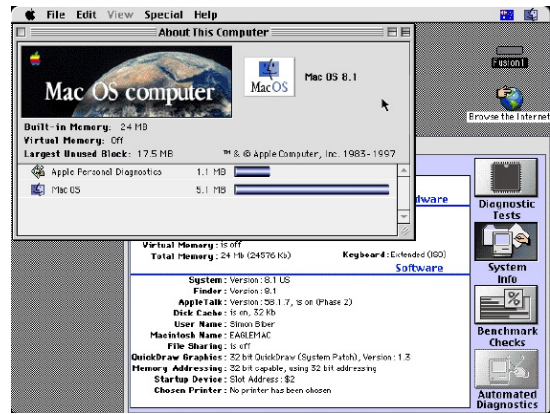 File Edit View Special Help
About This Computer
Mac OS computer
MacOS
Mac OS 8.1
Built-in Memory: 24 MB
Virtual Memory: Off
Largest Unused Block: 17.5 MB
™ & © Apple Computer, Inc. 1983-1997
Apple Personal Diagnostics 1.1 MB
Mac OS 5.1 MB
Fusion1
Browse the Internet
dware
Virtual Memory: is off
Total Memory: 24 Mb (24576 Kb)
Keyboard: Extended (ISO)
Software
System: Version: 8.1 US
Finder: Version: 8.1
AppleTalk: Version: 58.1.7, is on (Phase 2)
Disk Cache: is on, 32 Kb
User Name: Simon Biber
Macintosh Name: EAGLEMAC
File Sharing: is off
QuickDraw Graphics: 32 bit QuickDraw (System Patch), Version: 1.3
Memory Addressing: 32 bit capable, using 32 bit addressing
Startup Device: Slot Address: $2
Chosen Printer: No printer has been chosen
Diagnostic
Tests
System
Info
%
Benchmark
Checks
Automated
Diagnostics